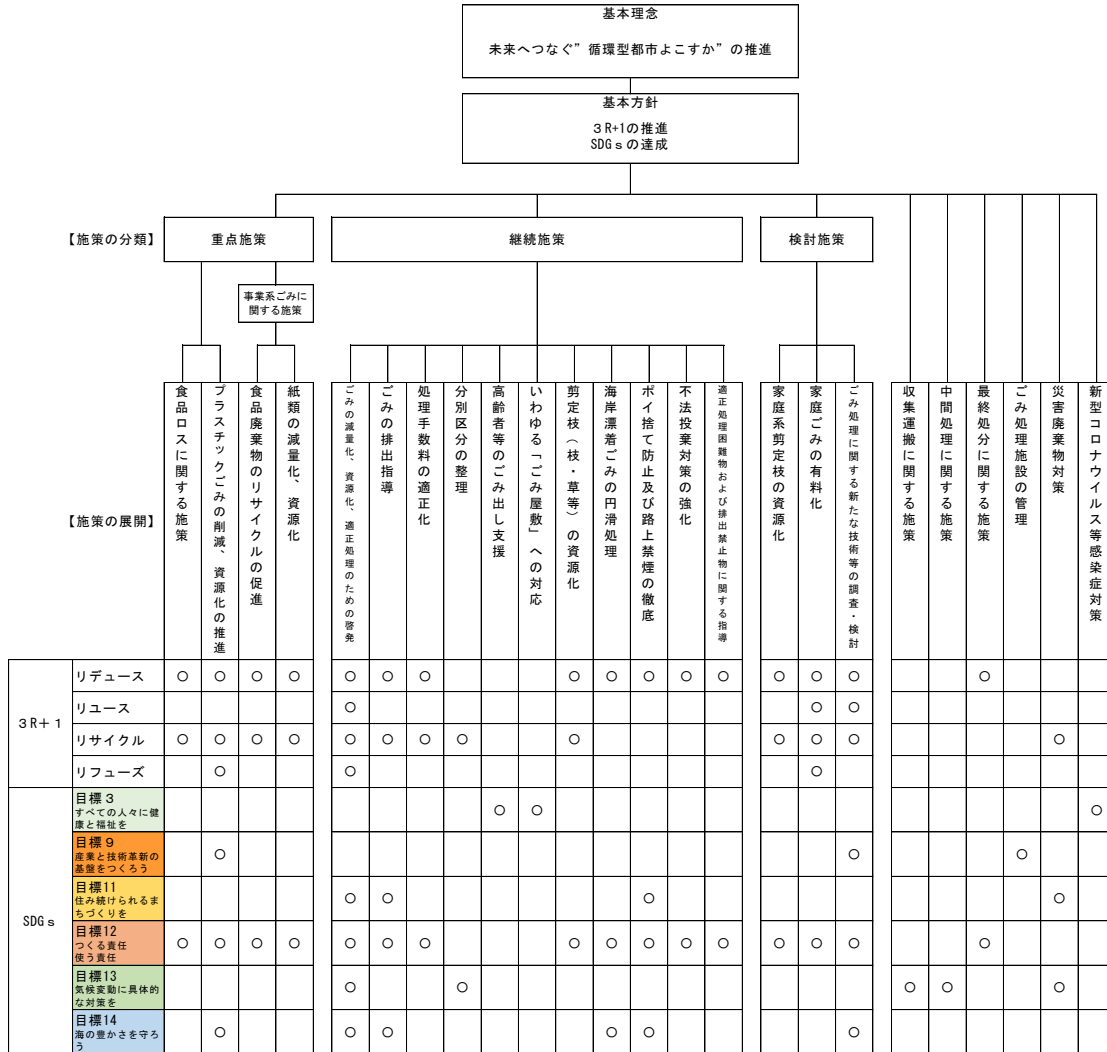 基本理念
未来へつなぐ”循環型都市よこすか”の推進
基本方針
３R+1の推進
SDGｓの達成
【施策の分類】
重点施策
継続施策
検討施策
事業系ごみに
関する施策
【施策の展開】
食品ロスに関する施策
プラスチックごみの削減、資源化の推進
食品廃棄物のリサイクルの促進
紙類の減量化、資源化
ごみの減量化、資源化、適正処理のための啓発
ごみの排出指導
処理手数料の適正化
分別区分の整理
高齢者等のごみ出し支援
いわゆる「ごみ屋敷」への対応
剪定枝（枝・草等）の資源化
海岸漂着ごみの円滑処理
ポイ捨て防止及び路上禁煙の徹底
不法投棄対策の強化
適正処理困難物および排出禁止物に関する指導
家庭系剪定枝の資源化
家庭ごみの有料化
ごみ処理に関する新たな技術等の調査・検討
収集運搬に関する施策
中間処理に関する施策
最終処分に関する施策
ごみ処理施設の管理
災害廃棄物対策
新型コロナウイルス等感染症対策
３R＋１
リデュース ○ ○ ○ ○ ○ ○ ○ ○ ○ ○ ○ ○ ○ ○ ○ ○
リユース ○ ○ ○
リサイクル ○ ○ ○ ○ ○ ○ ○ ○ ○ ○ ○ ○ ○
リフューズ ○ ○ ○
SDGｓ
目標３
すべての人々に健
康と福祉を
○ ○ ○
目標９
産業と技術革新の
基盤をつくろう
○ ○ ○
目標11
住み続けられるま
ちづくりを
○ ○ ○ ○
目標12
つくる責任
使う責任
○ ○ ○ ○ ○ ○ ○ ○ ○ ○ ○ ○ ○ ○ ○ ○
目標13
気候変動に具体的
な対策を
○ ○ ○ ○ ○
目標14
海の豊かさを守ろ
う
○ ○ ○ ○ ○ ○